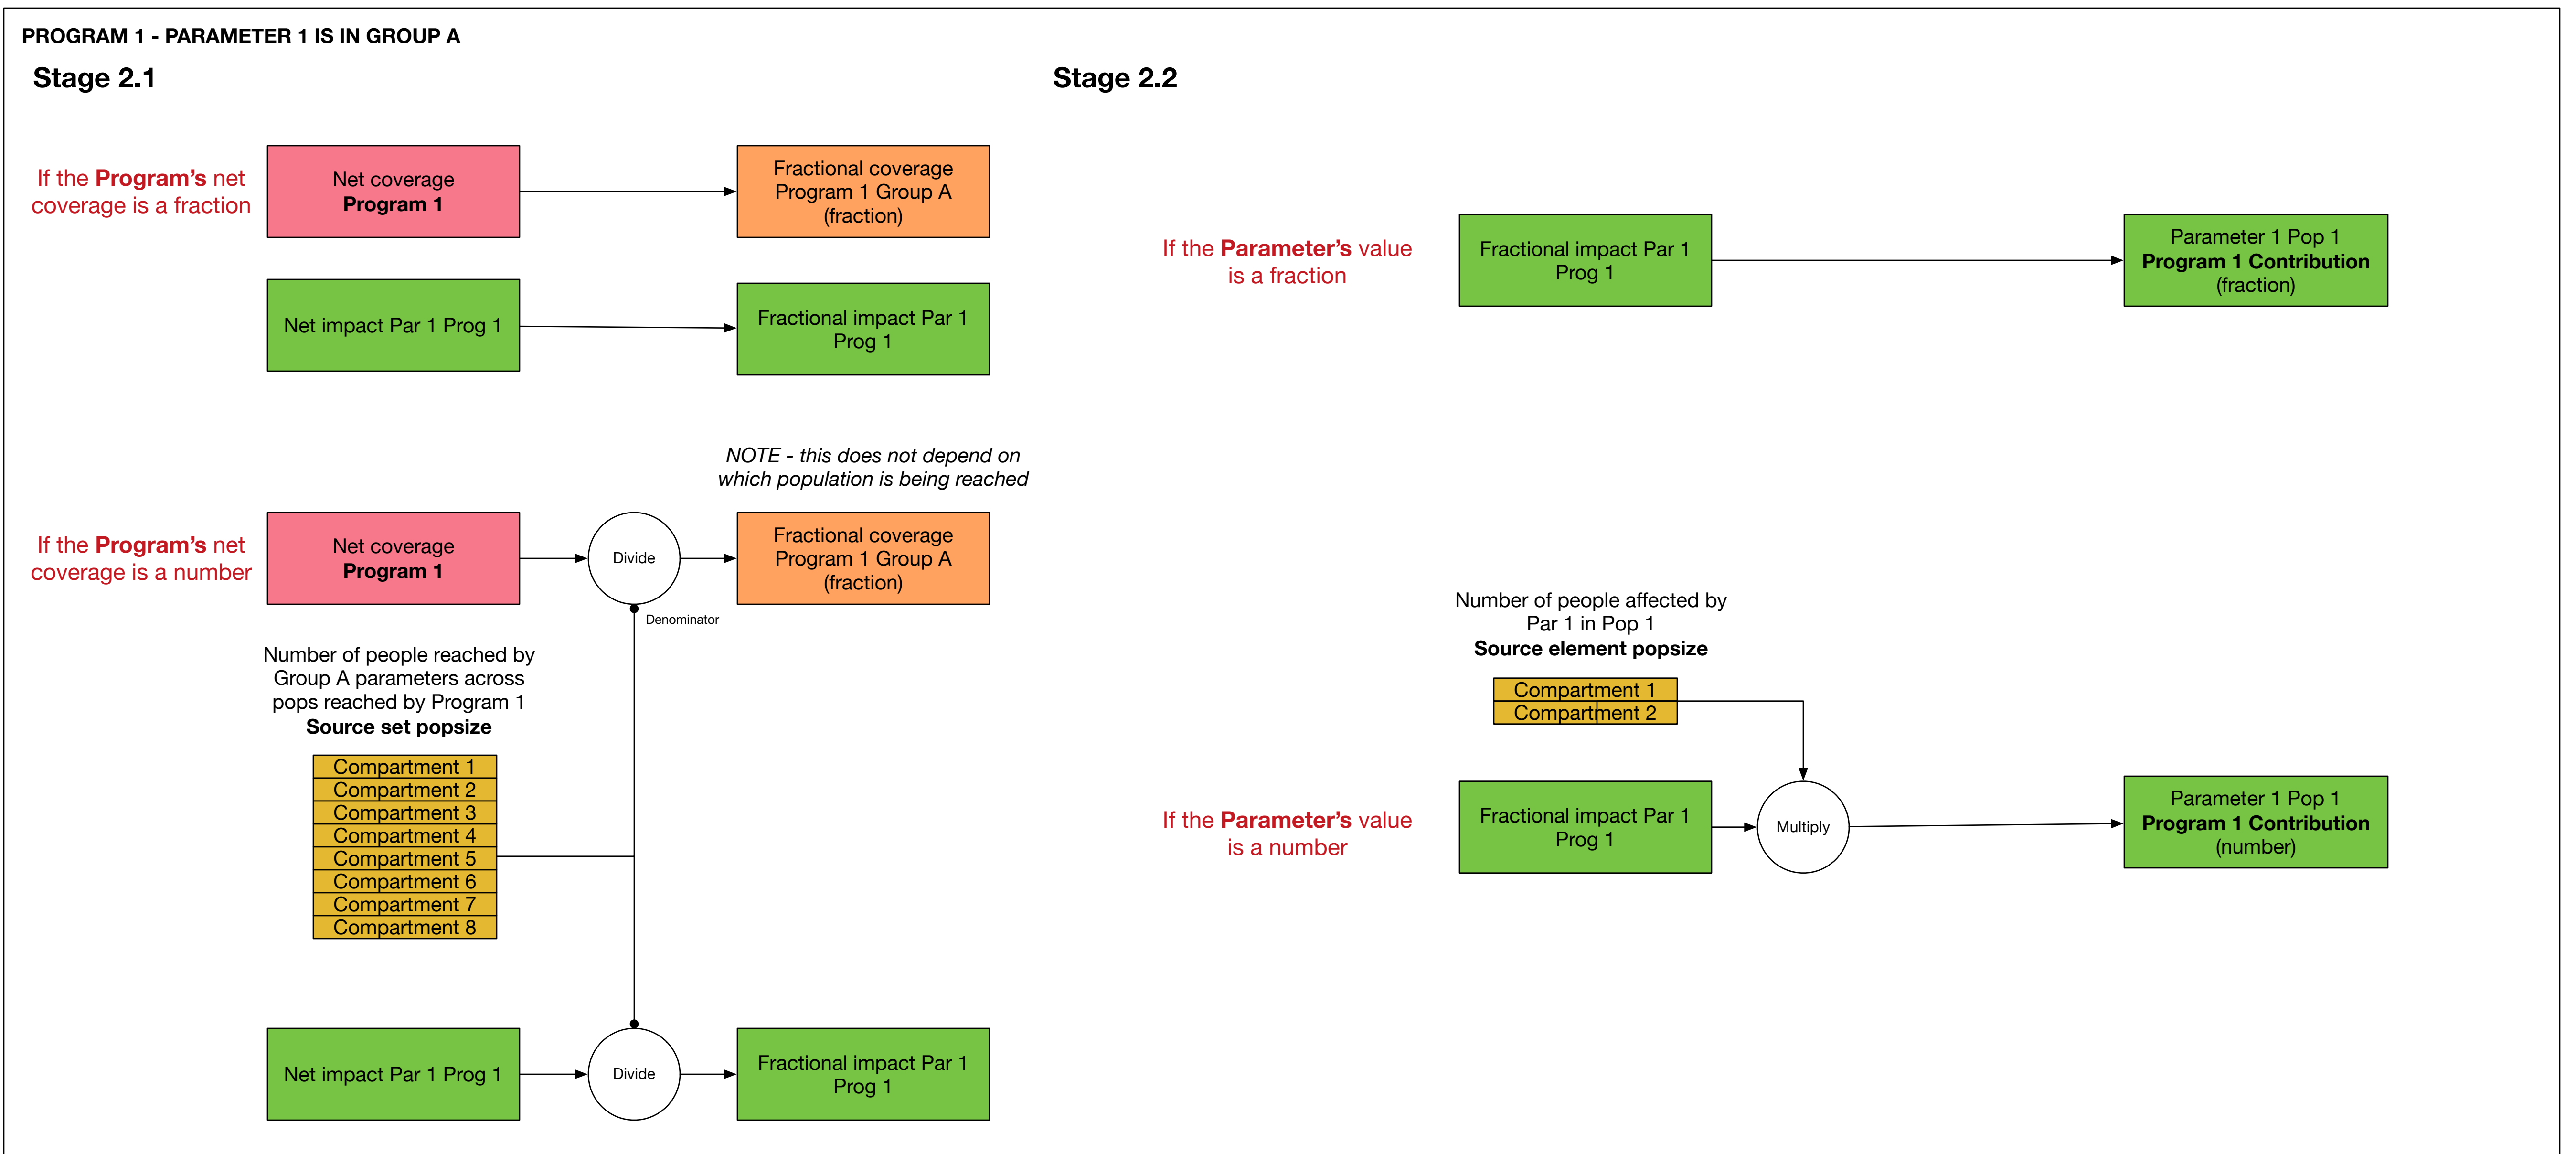 PROGRAM 1 - PARAMETER 1 IS IN GROUP A
Stage 2.1
If the Program's net
coverage is a fraction
Net coverage
Program 1
Fractional coverage
Program 1 Group A
(fraction)
Net impact Par 1 Prog 1
Fractional impact Par 1
Prog 1
NOTE - this does not depend on
which population is being reached
If the Program's net
coverage is a number
Net coverage
Program 1
Divide
Fractional coverage
Program 1 Group A
(fraction)
Denominator
Number of people reached by
Group A parameters across
pops reached by Program 1
Source set popsize
Compartment 1
Compartment 2
Compartment 3
Compartment 4
Compartment 5
Compartment 6
Compartment 7
Compartment 8
Net impact Par 1 Prog 1
Divide
Fractional impact Par 1
Prog 1
Stage 2.2
If the Parameter's value
is a fraction
Fractional impact Par 1
Prog 1
Parameter 1 Pop 1
Program 1 Contribution
(fraction)
Number of people affected by
Par 1 in Pop 1
Source element popsize
Compartment 1
Compartment 2
If the Parameter's value
is a number
Fractional impact Par 1
Prog 1
Multiply
Parameter 1 Pop 1
Program 1 Contribution
(number)